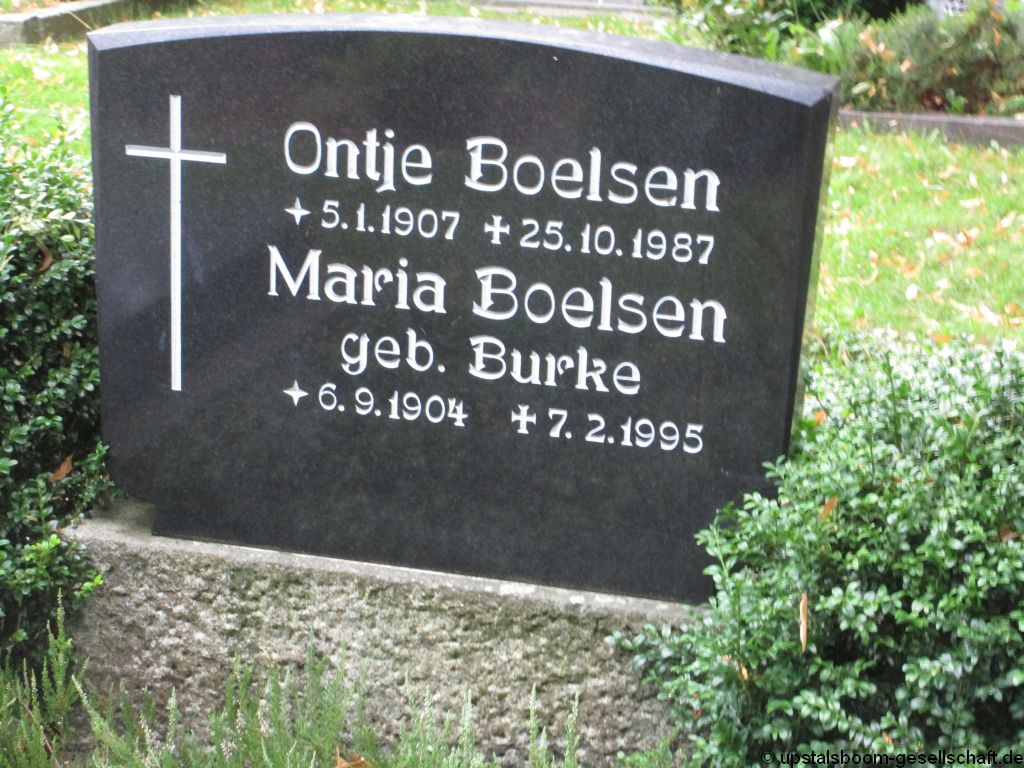 Ontje Boelsen
✦ 5.1.1907 ✝ 25.10.1987
Maria Boelsen
geb. Burke
✦ 6.9.1904 ✝ 7.2.1995
© upstalsboom-gesellschaft.de